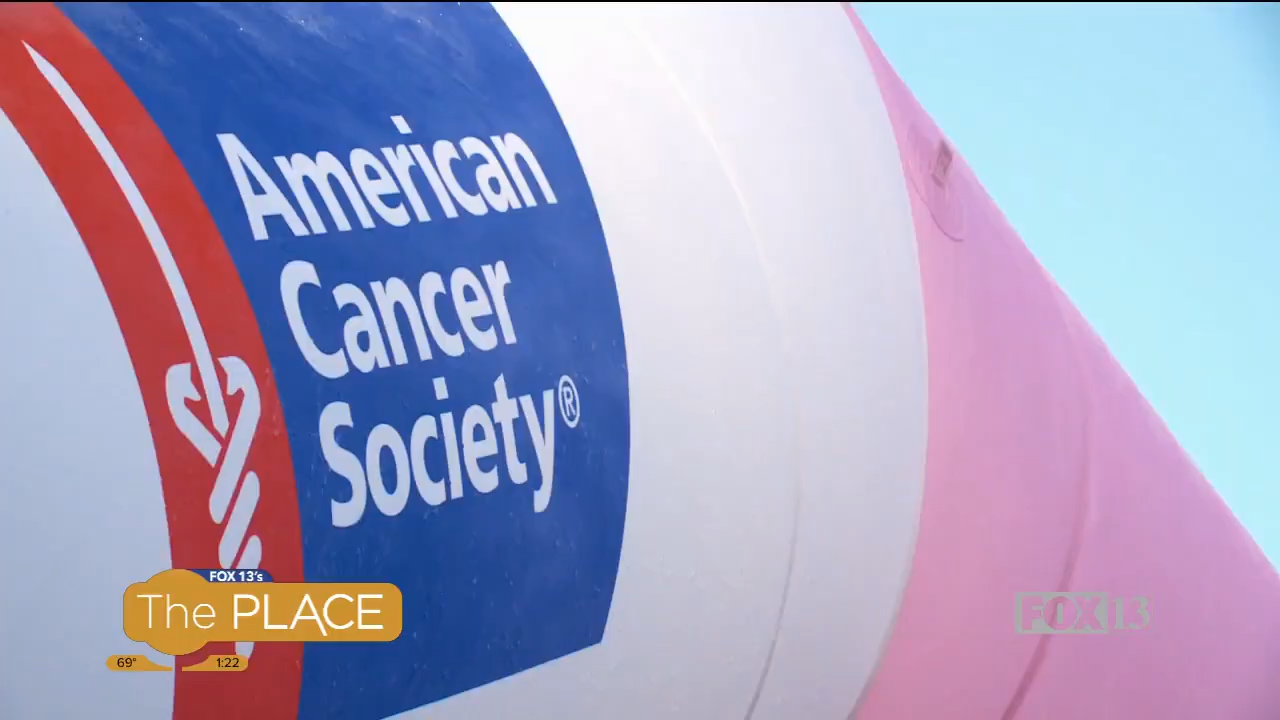 American
Cancer
Society®
FOX 13's
The PLACE
69° 1:22
FOX 13